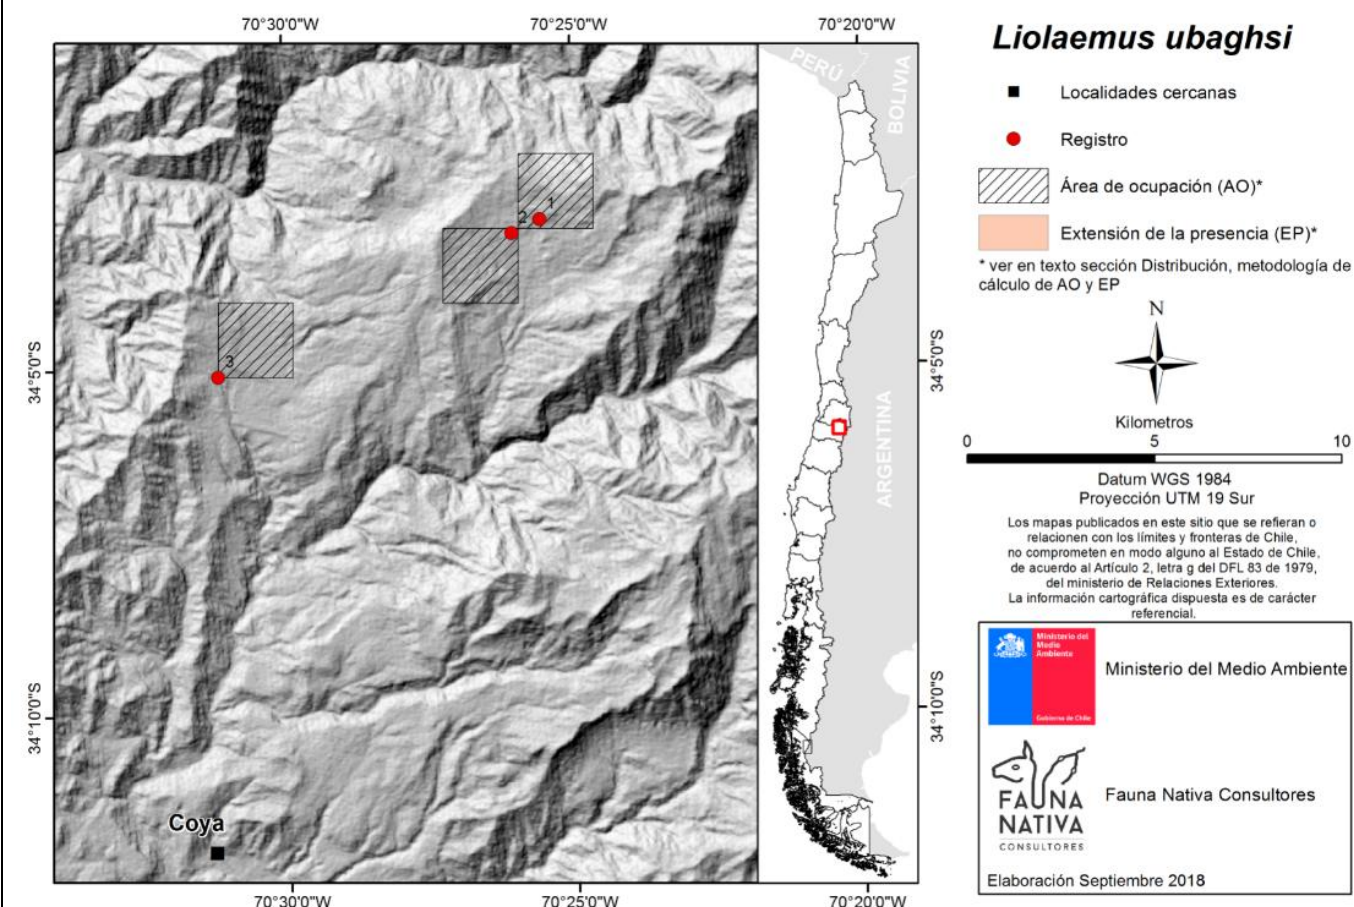 70°30'0"W
70°25'0"W
70°20'0"W
Liolaemus ubaghsi
Localidades cercanas
Registro
Área de ocupación (AO)*
Extensión de la presencia (EP)*
* ver en texto sección Distribución, metodología de
cálculo de AO y EP
N
Kilometros
0
5
10
Datum WGS 1984
Proyección UTM 19 Sur
Los mapas publicados en este sitio que se refieran o
relacionen con los límites y fronteras de Chile,
no comprometen en modo alguno al Estado de Chile,
de acuerdo al Artículo 2, letra g del DFL 83 de 1979,
del ministerio de Relaciones Exteriores.
La información cartográfica dispuesta es de carácter
referencial.
Ministerio del
Medio
Ambiente
Gobierno de Chile
Ministerio del Medio Ambiente
FAUNA
NATIVA
CONSULTORES
Fauna Nativa Consultores
Elaboración Septiembre 2018
PERÚ
BOLIVIA
ARGENTINA
1
2
3
Coya
34°5'0"S
34°10'0"S
34°5'0"S
34°10'0"S
70°30'0"W
70°25'0"W
70°20'0"W